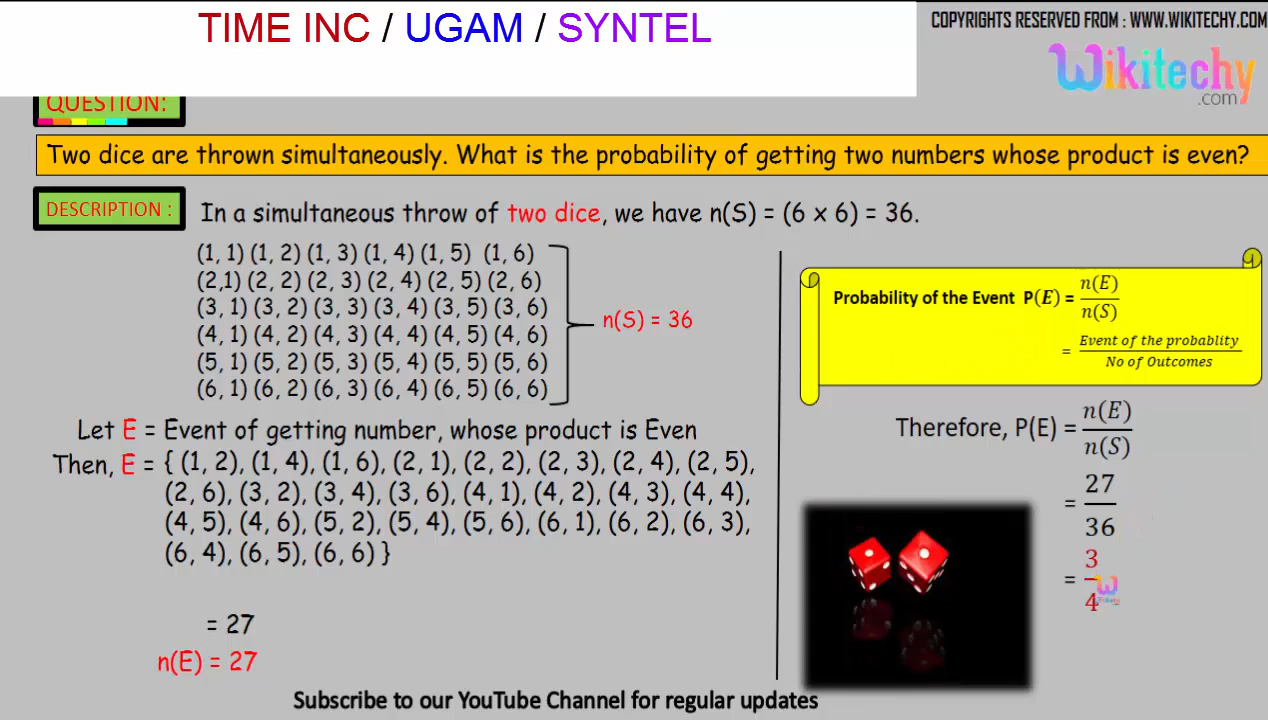 TIME INC / UGAM / SYNTEL
COPYRIGHTS RESERVED FROM : WWW.WIKITECHY.COM
Wikitechy
.com
QUESTION:
Two dice are thrown simultaneously. What is the probability of getting two numbers whose product is even?
DESCRIPTION :
In a simultaneous throw of two dice, we have n(S) = (6 x 6) = 36.
(1, 1) (1, 2) (1, 3) (1, 4) (1, 5) (1, 6)
(2,1) (2, 2) (2, 3) (2, 4) (2, 5) (2, 6)
(3, 1) (3, 2) (3, 3) (3, 4) (3, 5) (3, 6)
(4, 1) (4, 2) (4, 3) (4, 4) (4, 5) (4, 6)
(5, 1) (5, 2) (5, 3) (5, 4) (5, 5) (5, 6)
(6, 1) (6, 2) (6, 3) (6, 4) (6, 5) (6, 6)
n(S) = 36
Let E = Event of getting number, whose product is Even
Then, E = { (1, 2), (1, 4), (1, 6), (2, 1), (2, 2), (2, 3), (2, 4), (2, 5),
(2, 6), (3, 2), (3, 4), (3, 6), (4, 1), (4, 2), (4, 3), (4, 4),
(4, 5), (4, 6), (5, 2), (5, 4), (5, 6), (6, 1), (6, 2), (6, 3),
(6, 4), (6, 5), (6, 6) }
= 27
n(E) = 27
Probability of the Event P(E) = n(E)
n(S)
= Event of the probablity
No of Outcomes
Therefore, P(E) = n(E)
n(S)
= 27
36
= 3
4
Subscribe to our YouTube Channel for regular updates